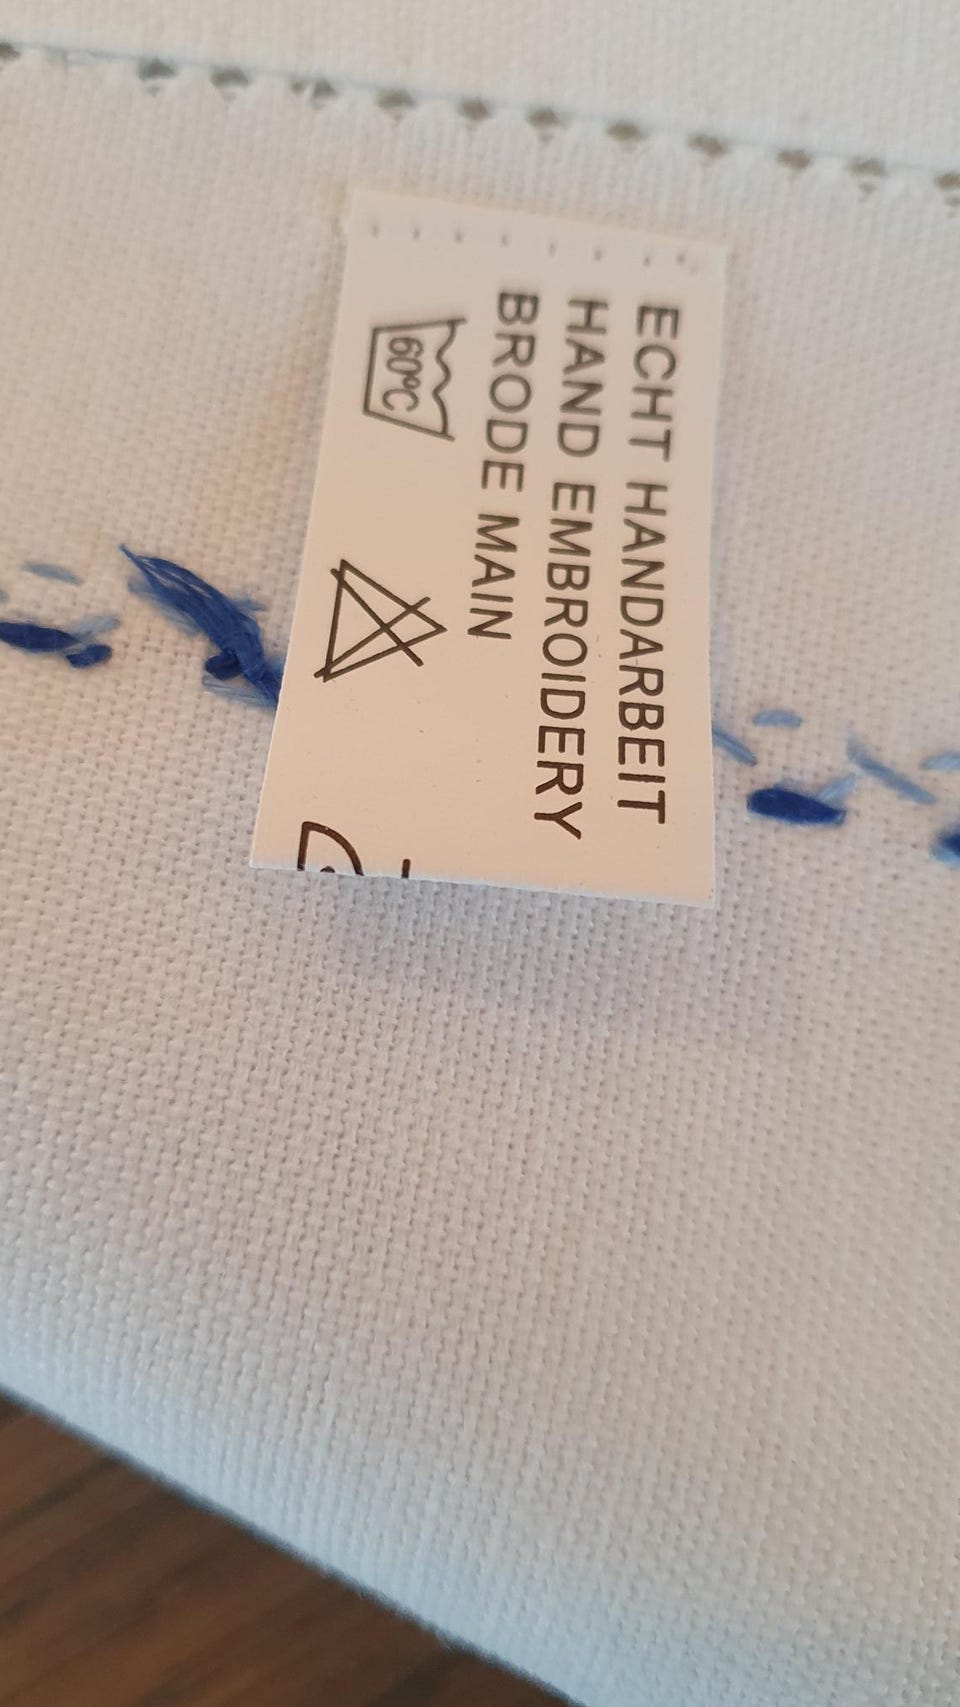 ECHT HANDARBEIT
HAND EMBROIDERY
BRODE MAIN
60°C